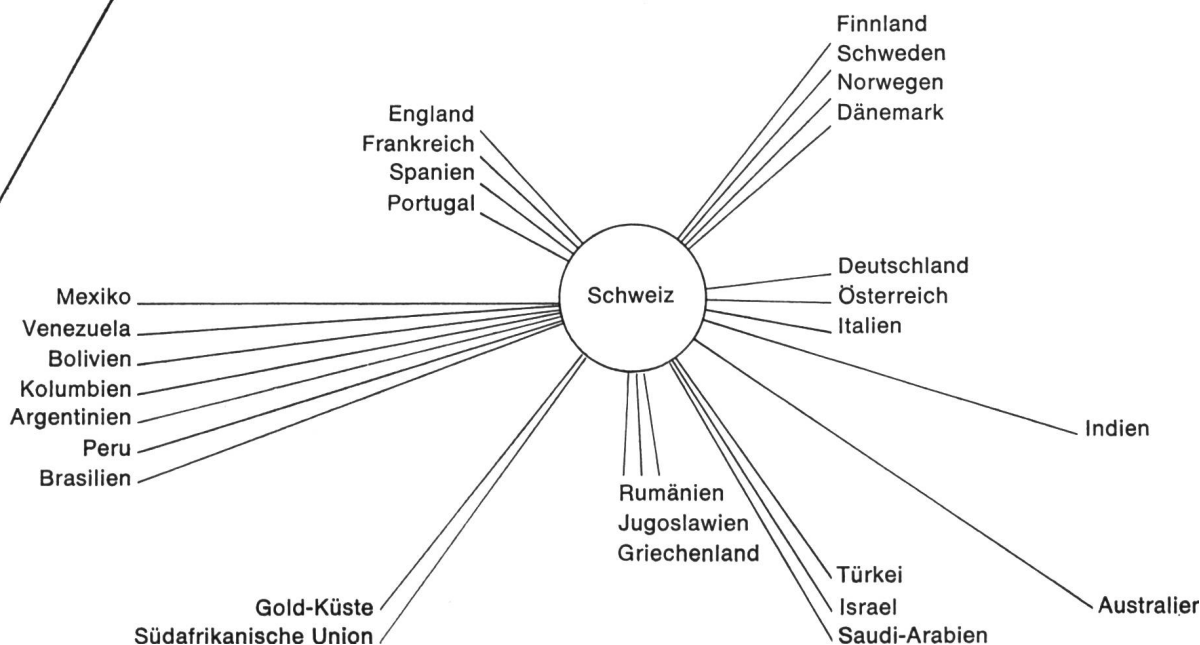 Finnland
Schweden
Norwegen
Dänemark
England
Frankreich
Spanien
Portugal
Schweiz
Deutschland
Österreich
Italien
Mexiko
Venezuela
Bolivien
Kolumbien
Argentinien
Peru
Brasilien
Indien
Rumänien
Jugoslawien
Griechenland
Türkei
Israel
Saudi-Arabien
Gold-Küste
Südafrikanische Union
Australien